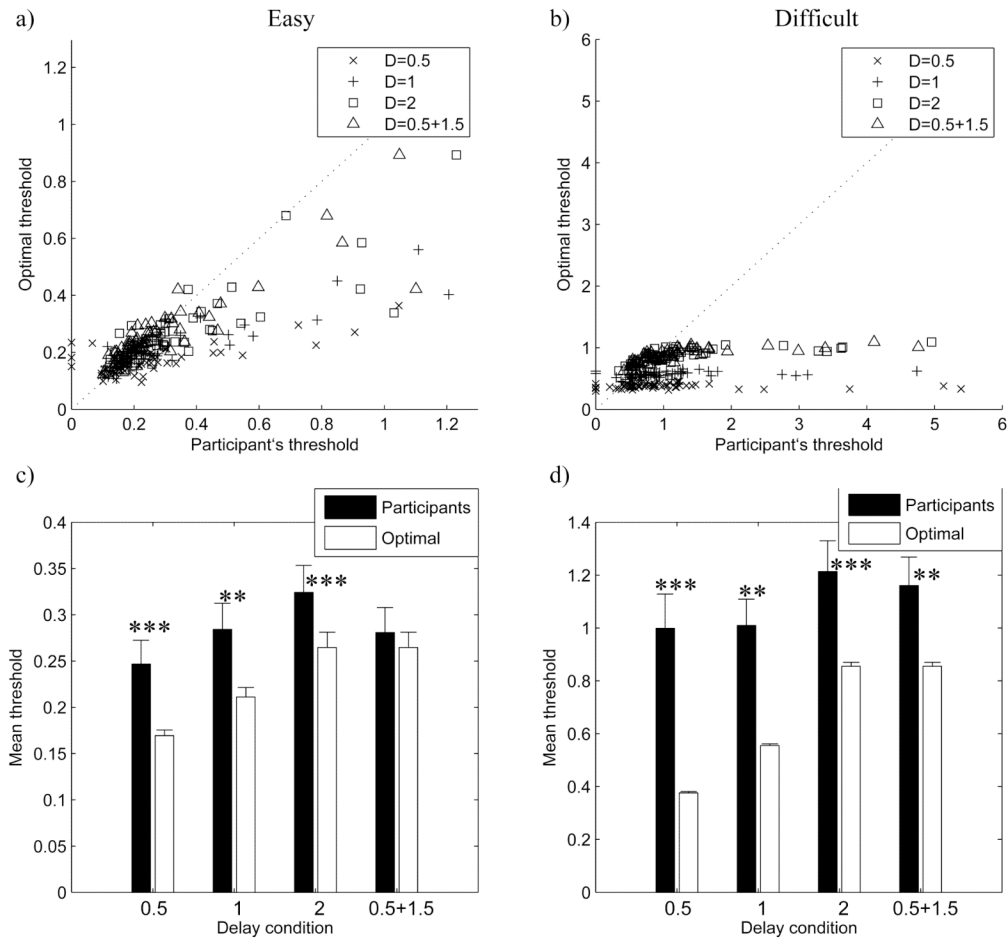 a) Easy
b) Difficult
1.2
1
0.8
0.6
0.4
0.2
0
Optimal threshold
× D=0.5
+ D=1
□ D=2
△ D=0.5+1.5
0.2 0.4 0.6 0.8 1 1.2
Participant‘s threshold
6
5
4
3
2
1
0
Optimal threshold
× D=0.5
+ D=1
□ D=2
△ D=0.5+1.5
0 1 2 3 4 5 6
Participant‘s threshold
c)
d)
Participants
Optimal
0.4
0.35
0.3
0.25
0.2
0.15
0.1
0.05
0
Mean threshold
*** ** ***
0.5 1 2 0.5+1.5
Delay condition
Participants
Optimal
1.4
1.2
1
0.8
0.6
0.4
0.2
0
Mean threshold
*** ** *** **
0.5 1 2 0.5+1.5
Delay condition